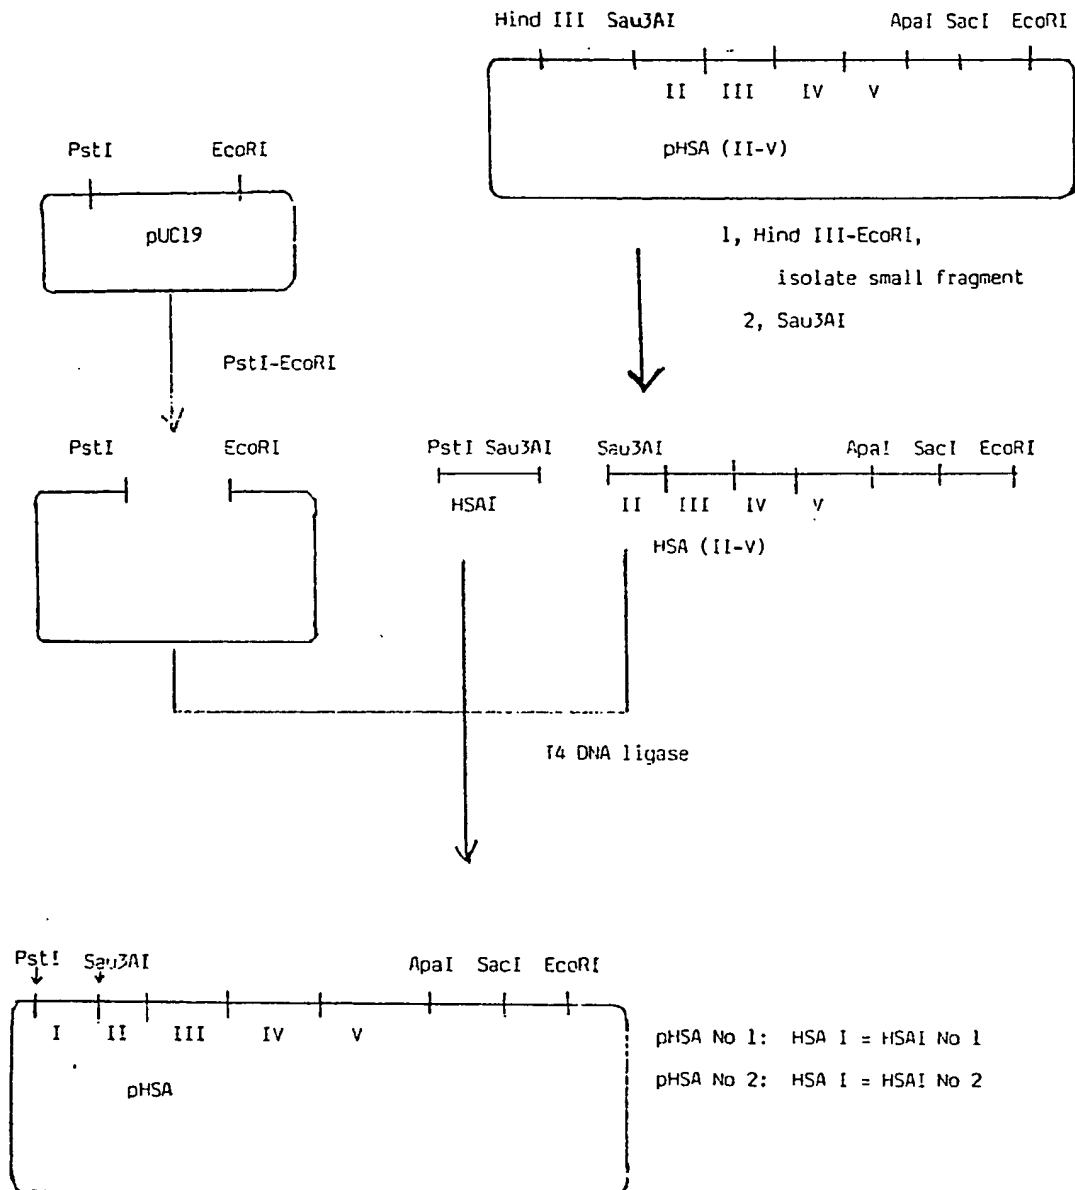 Hind III Sau3AI ApaI SacI EcoRI
II III IV V
pHSA (II-V)
PstI EcoRI
pUC19
1, Hind III-EcoRI,
isolate small fragment
2, Sau3AI
PstI-EcoRI
PstI EcoRI
PstI Sau3AI
HSAI
Sau3AI ApaI SacI EcoRI
II III IV V
HSA (II-V)
T4 DNA ligase
PstI Sau3AI ApaI SacI EcoRI
I II III IV V
pHSA
pHSA No 1: HSA I = HSAI No 1
pHSA No 2: HSA I = HSAI No 2